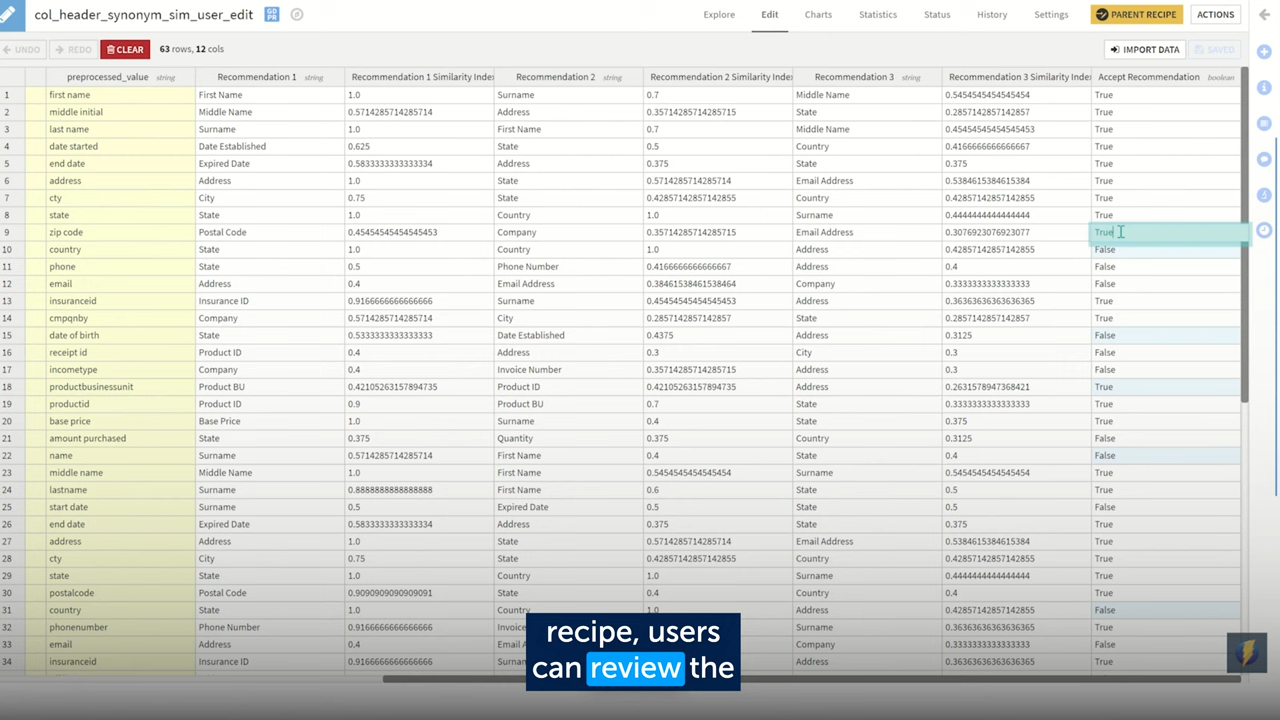 col_header_synonym_sim_user_edit GDPR Explore Edit Charts Statistics Status History Settings PARENT RECIPE ACTIONS
UNDO REDO CLEAR 63 rows, 12 cols IMPORT DATA SAVED
preprocessed_value string Recommendation 1 string Recommendation 1 Similarity Index Recommendation 2 string Recommendation 2 Similarity Index Recommendation 3 string Recommendation 3 Similarity Index Accept Recommendation boolean
1 first name First Name 1.0 Surname 0.7 Middle Name 0.5454545454545454 True
2 middle initial Middle Name 0.5714285714285714 Address 0.35714285714285715 State 0.2857142857142857 True
3 last name Surname 1.0 First Name 0.7 Middle Name 0.45454545454545453 True
4 date started Date Established 0.625 State 0.5 Country 0.4166666666666667 True
5 end date Expired Date 0.5833333333333334 Address 0.375 State 0.375 True
6 address Address 1.0 State 0.5714285714285714 Email Address 0.5384615384615384 True
7 cty City 0.75 State 0.42857142857142855 Country 0.42857142857142855 True
8 state State 1.0 Country 1.0 Surname 0.4444444444444444 True
9 zip code Postal Code 0.45454545454545453 Company 0.35714285714285715 Email Address 0.3076923076923077 True
10 country State 1.0 Country 1.0 Address 0.42857142857142855 False
11 phone State 0.5 Phone Number 0.4166666666666667 Address 0.4 False
12 email Address 0.4 Email Address 0.38461538461538464 Company 0.3333333333333333 False
13 insuranceid Insurance ID 0.9166666666666666 Surname 0.45454545454545453 Address 0.36363636363636365 True
14 cmpqnby Company 0.5714285714285714 City 0.2857142857142857 State 0.2857142857142857 True
15 date of birth State 0.5333333333333333 Date Established 0.4375 Address 0.3125 False
16 receipt id Product ID 0.4 Address 0.3 City 0.3 False
17 incometype Company 0.4 Invoice Number 0.35714285714285715 Address 0.3 False
18 productbusinessunit Product BU 0.42105263157894735 Product ID 0.42105263157894735 Address 0.2631578947368421 True
19 productid Product ID 0.9 Product BU 0.7 State 0.3333333333333333 True
20 base price Base Price 1.0 Surname 0.4 State 0.375 True
21 amount purchased State 0.375 Quantity 0.375 Country 0.3125 False
22 name Surname 0.5714285714285714 First Name 0.4 State 0.4 False
23 middle name Middle Name 1.0 First Name 0.5454545454545454 Surname 0.5454545454545454 True
24 lastname Surname 0.8888888888888888 First Name 0.6 State 0.5 True
25 start date Surname 0.5 Expired Date 0.5 State 0.5 False
26 end date Expired Date 0.5833333333333334 Address 0.375 State 0.375 True
27 address Address 1.0 State 0.5714285714285714 Email Address 0.5384615384615384 True
28 cty City 0.75 State 0.42857142857142855 Country 0.42857142857142855 True
29 state State 1.0 Country 1.0 Surname 0.4444444444444444 True
30 postalcode Postal Code 0.9090909090909091 State 0.4 Country 0.4 True
31 country State 1.0 Country 1.0 Address 0.42857142857142855 False
32 phonenumber Phone Number 0.9166666666666666 Surname 0.36363636363636365 True
33 email Address 0.4 Company 0.3333333333333333 False
34 insuranceid Insurance ID 0.9166666666666666 Address 0.36363636363636365 True
recipe, users
can review the